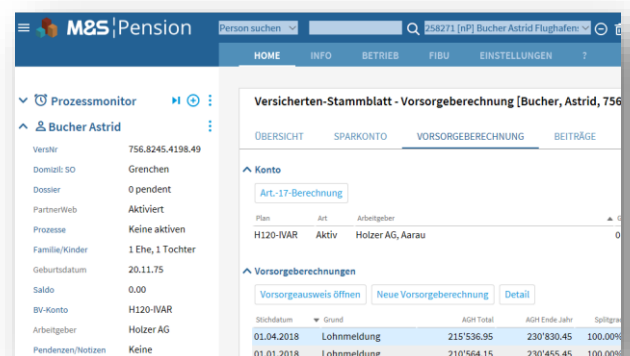 M&S Pension
Person suchen
258271 [nP] Bucher Astrid Flughafen:
HOME INFO BETRIEB FIBU EINSTELLUNGEN ?
Prozessmonitor
Bucher Astrid
VersNr 756.8245.4198.49
Domizil: SO Grenchen
Dossier 0 pendent
PartnerWeb Aktiviert
Prozesse Keine aktiven
Familie/Kinder 1 Ehe, 1 Tochter
Geburtsdatum 20.11.75
Saldo 0.00
BV-Konto H120-IVAR
Arbeitgeber Holzer AG
Pendenzen/Notizen Keine
Versicherten-Stammblatt - Vorsorgeberechnung [Bucher, Astrid, 756
ÜBERSICHT SPARKONTO VORSORGEBERECHNUNG BEITRÄGE
Konto
Art.-17-Berechnung
Plan Art Arbeitgeber
H120-IVAR Aktiv Holzer AG, Aarau 0
Vorsorgeberechnungen
Vorsorgeausweis öffnen Neue Vorsorgeberechnung Detail
Stichdatum Grund AGH Total AGH Ende Jahr Splitgra
01.04.2018 Lohnmeldung 215'536.95 230'830.45 100.00%
01.01.2018 Lohnmeldung 210'564.15 230'455.45 100.00%